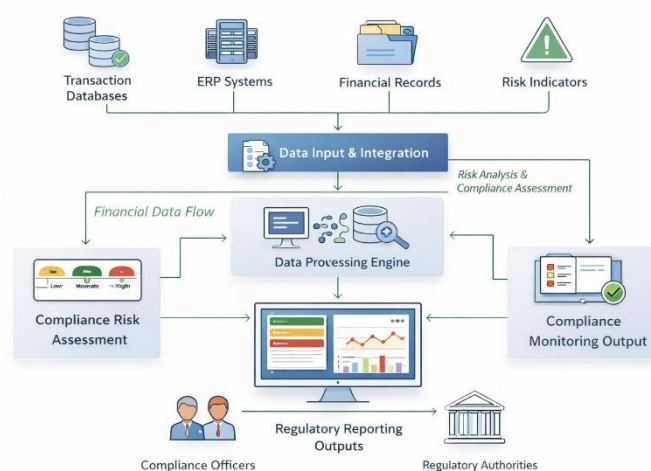 Transaction
Databases
ERP Systems
Financial Records
Risk Indicators
Data Input & Integration
Risk Analysis &
Compliance Assessment
Financial Data Flow
Data Processing Engine
Low
Compliance Risk
Assessment
Compliance
Monitoring Output
Regulatory Reporting
Outputs
Compliance Officers
Regulatory Authorities